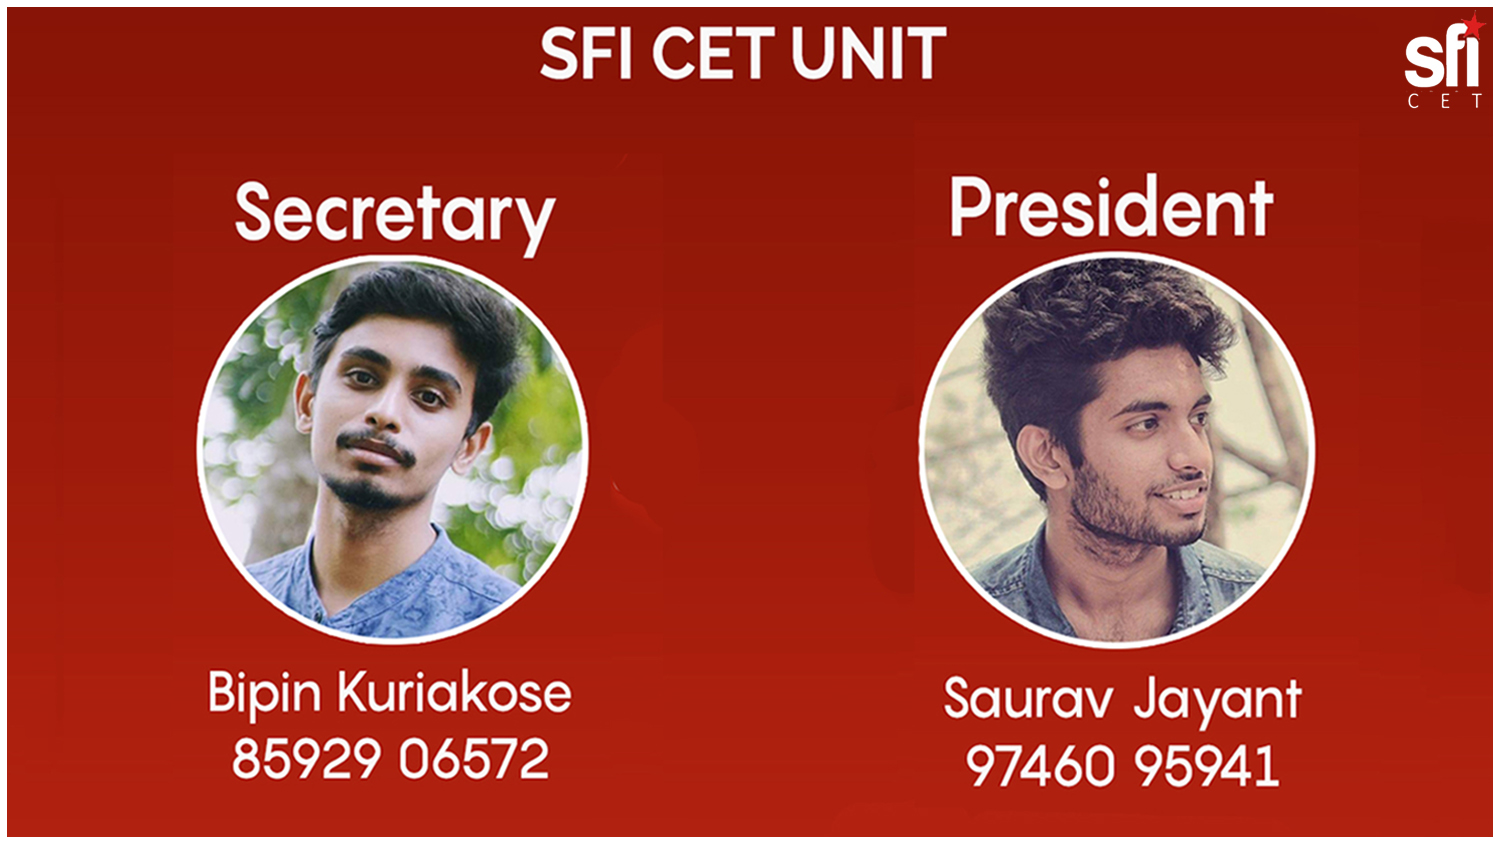 SFI CET UNIT
sfi
CET
Secretary
Bipin Kuriakose
85929 06572
President
Saurav Jayant
97460 95941